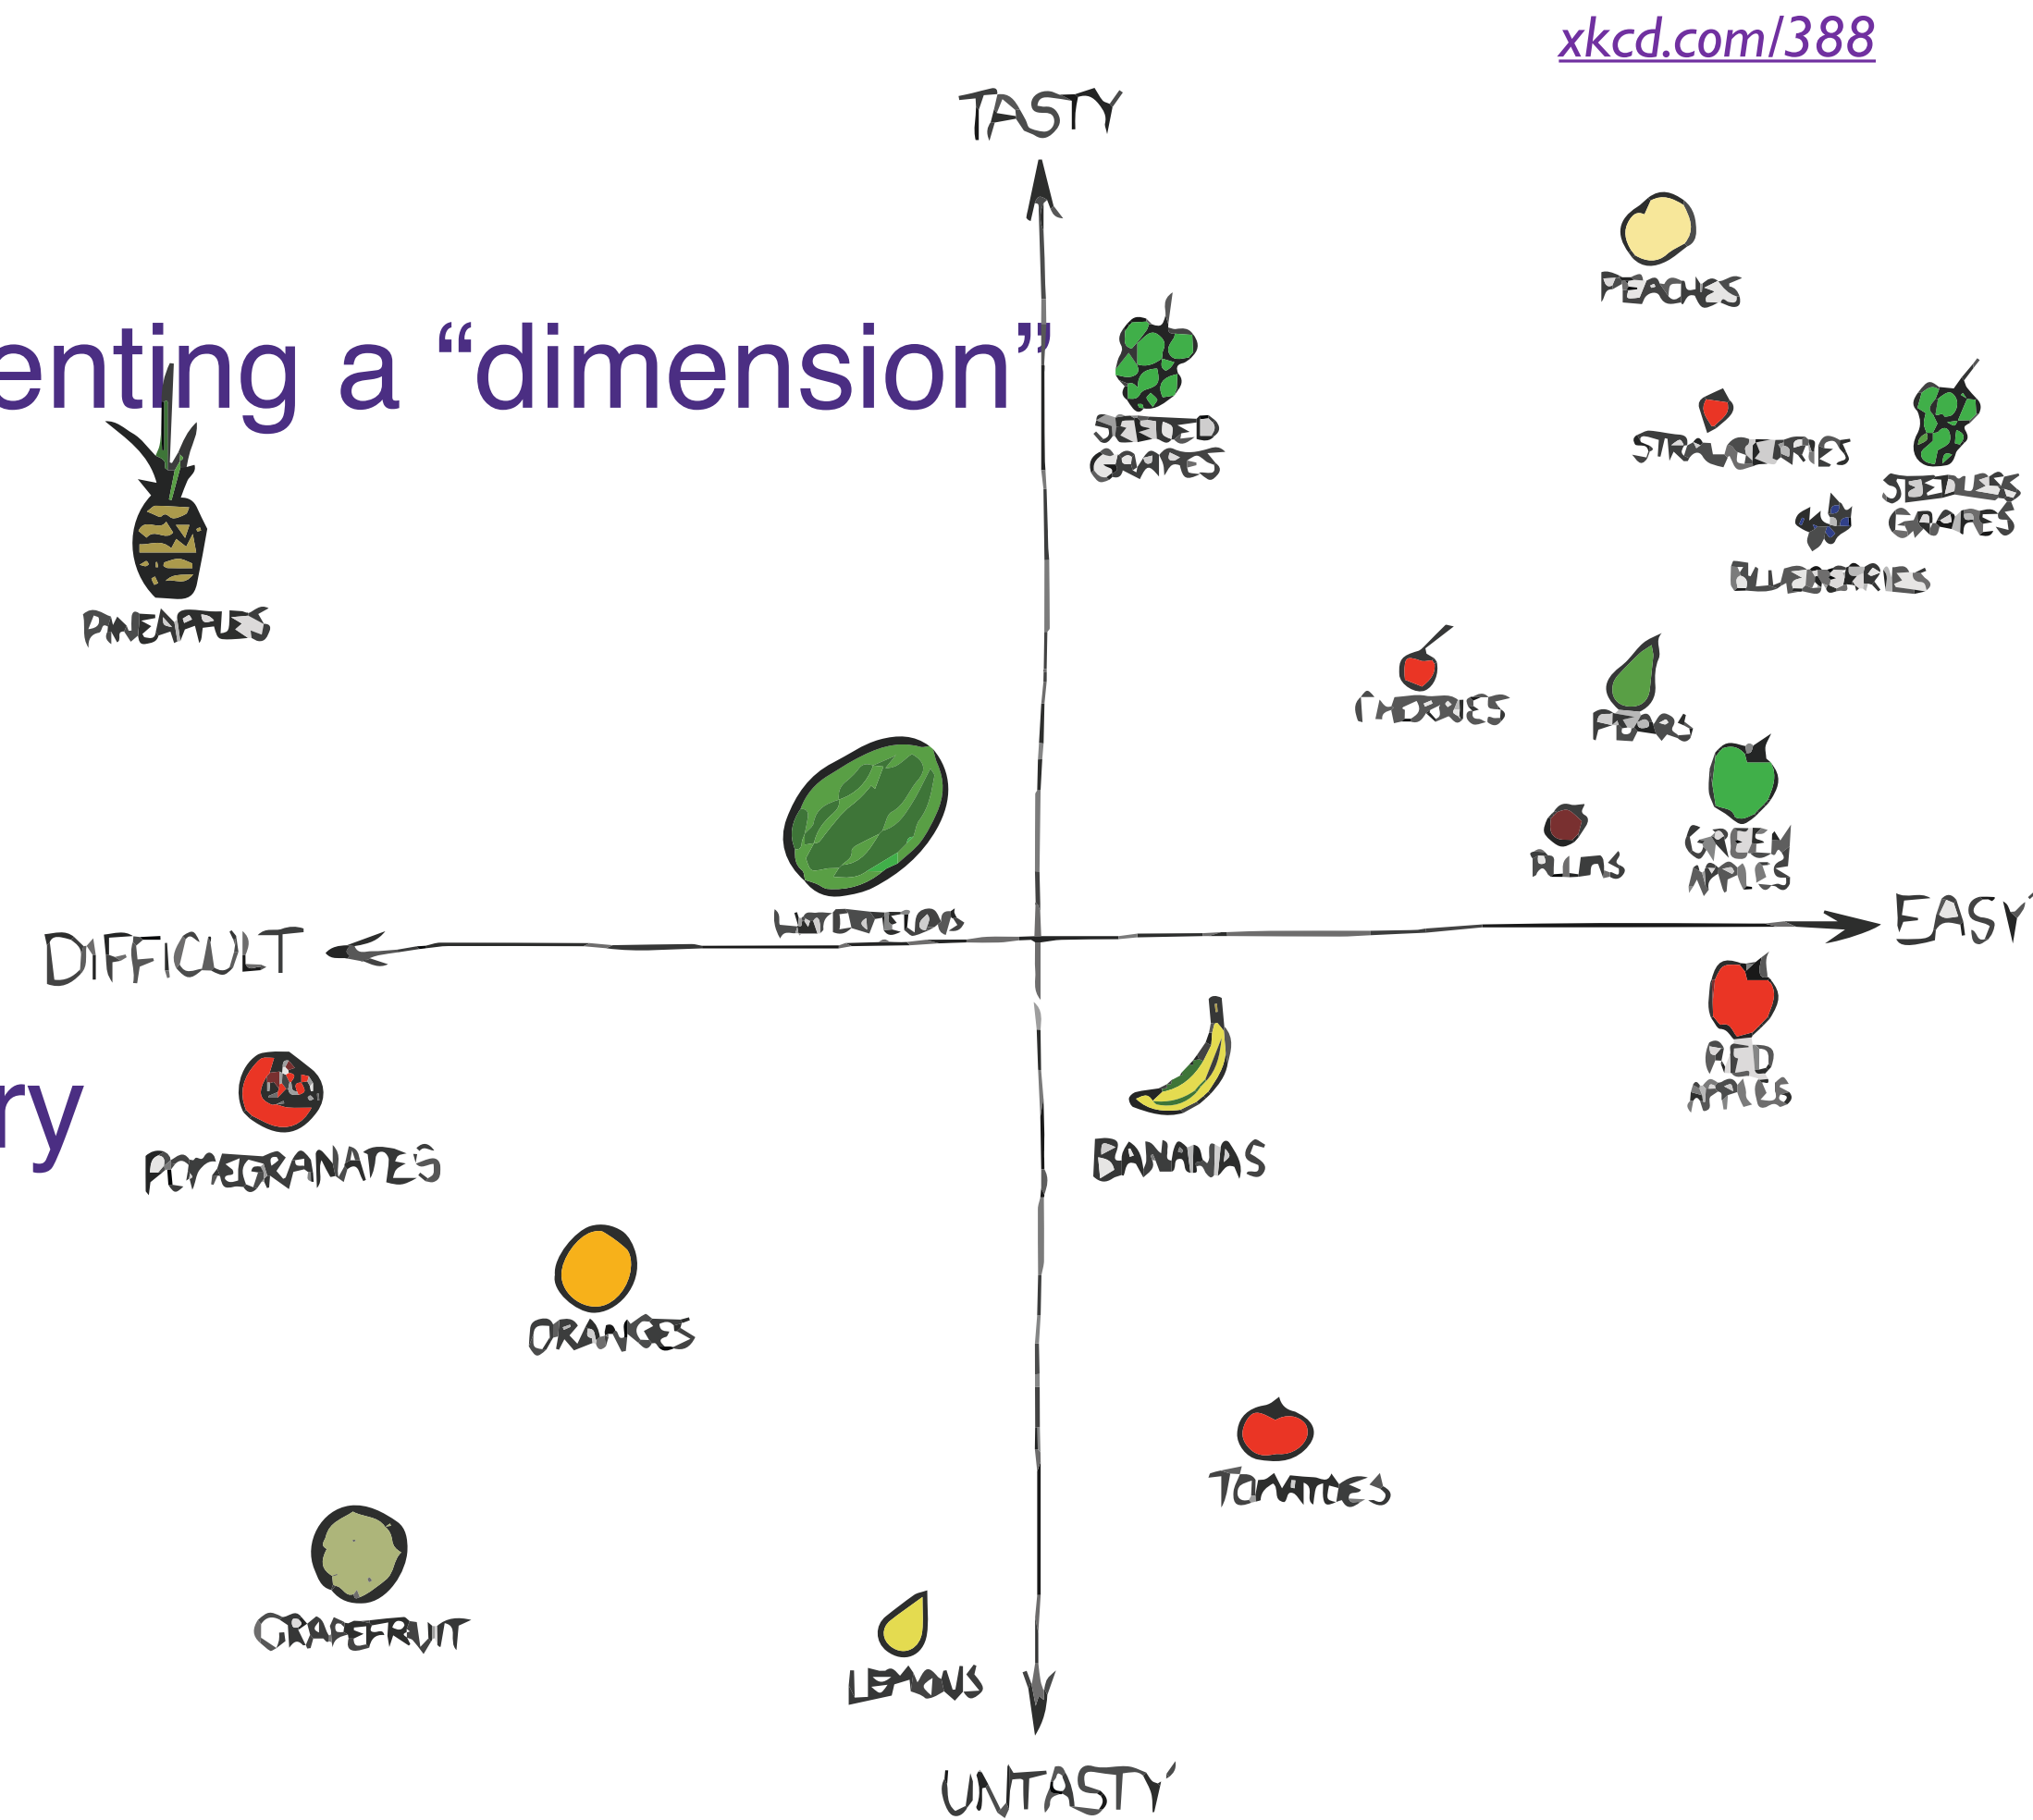 xkcd.com/388
TASTY
PEACHES
enting a “dimension”
SEEDED
GRAPES
STRAWBERRIES
SEEDLESS
GRAPES
BLUEBERRIES
PINEAPPLES
CHERRIES
PEARS
PLUMS
GREEN
APPLES
WATERMELONS
DIFFICULT
EASY
RED
APPLES
ry
POMEGRANATES
BANANAS
ORANGES
TOMATOES
GRAPEFRUIT
LEMONS
UNTASTY